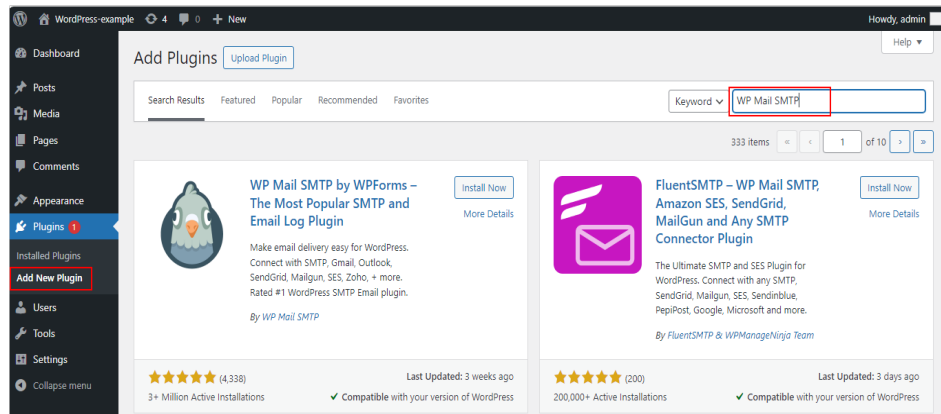 WordPress-example 4 0 + New Howdy, admin
Dashboard
Posts
Media
Pages
Comments
Appearance
Plugins 1
Installed Plugins
Add New Plugin
Users
Tools
Settings
Collapse menu
Help ▼
Add Plugins Upload Plugin
Search Results Featured Popular Recommended Favorites Keyword WP Mail SMTP
333 items « ‹ 1 of 10 › »
WP Mail SMTP by WPForms –
The Most Popular SMTP and
Email Log Plugin
Install Now
More Details
Make email delivery easy for WordPress.
Connect with SMTP, Gmail, Outlook,
SendGrid, Mailgun, SES, Zoho, + more.
Rated #1 WordPress SMTP Email plugin.
By WP Mail SMTP
(4,338)
3+ Million Active Installations
Last Updated: 3 weeks ago
✓ Compatible with your version of WordPress
FluentSMTP – WP Mail SMTP,
Amazon SES, SendGrid,
MailGun and Any SMTP
Connector Plugin
Install Now
More Details
The Ultimate SMTP and SES Plugin for
WordPress. Connect with any SMTP,
SendGrid, Mailgun, SES, Sendinblue,
PepiPost, Google, Microsoft and more.
By FluentSMTP & WPManageNinja Team
(200)
200,000+ Active Installations
Last Updated: 3 days ago
✓ Compatible with your version of WordPress